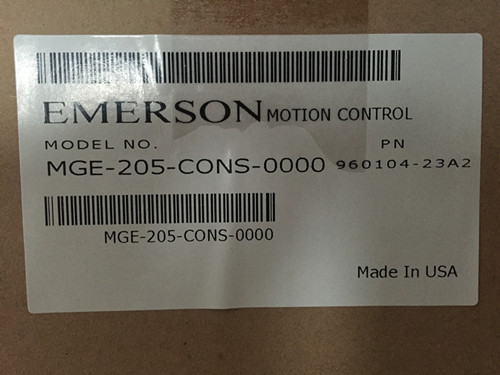 EMERSON MOTION CONTROL
MODEL NO. PN
MGE-205-CONS-0000 960104-23A2
MGE-205-CONS-0000
Made In USA